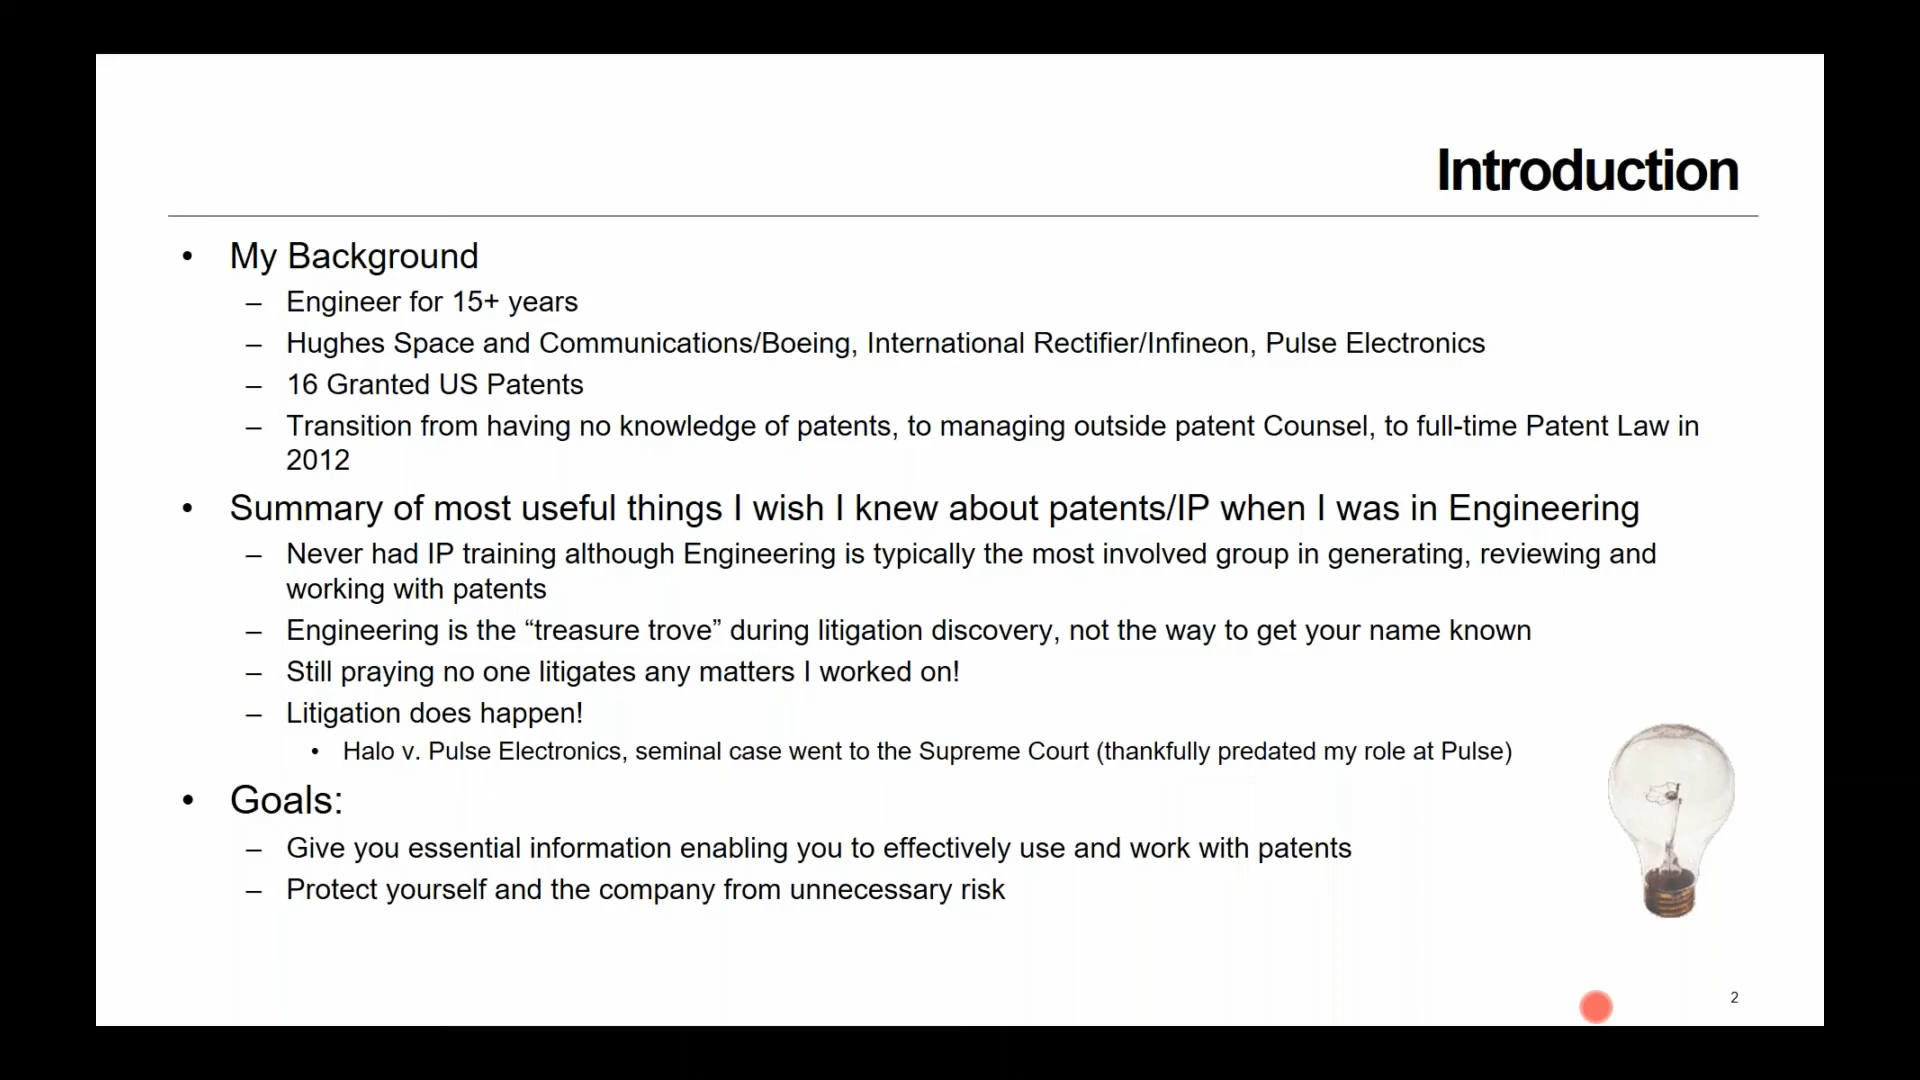 Introduction
• My Background
– Engineer for 15+ years
– Hughes Space and Communications/Boeing, International Rectifier/Infineon, Pulse Electronics
– 16 Granted US Patents
– Transition from having no knowledge of patents, to managing outside patent Counsel, to full-time Patent Law in
2012
• Summary of most useful things I wish I knew about patents/IP when I was in Engineering
– Never had IP training although Engineering is typically the most involved group in generating, reviewing and
working with patents
– Engineering is the “treasure trove” during litigation discovery, not the way to get your name known
– Still praying no one litigates any matters I worked on!
– Litigation does happen!
• Halo v. Pulse Electronics, seminal case went to the Supreme Court (thankfully predated my role at Pulse)
• Goals:
– Give you essential information enabling you to effectively use and work with patents
– Protect yourself and the company from unnecessary risk
2